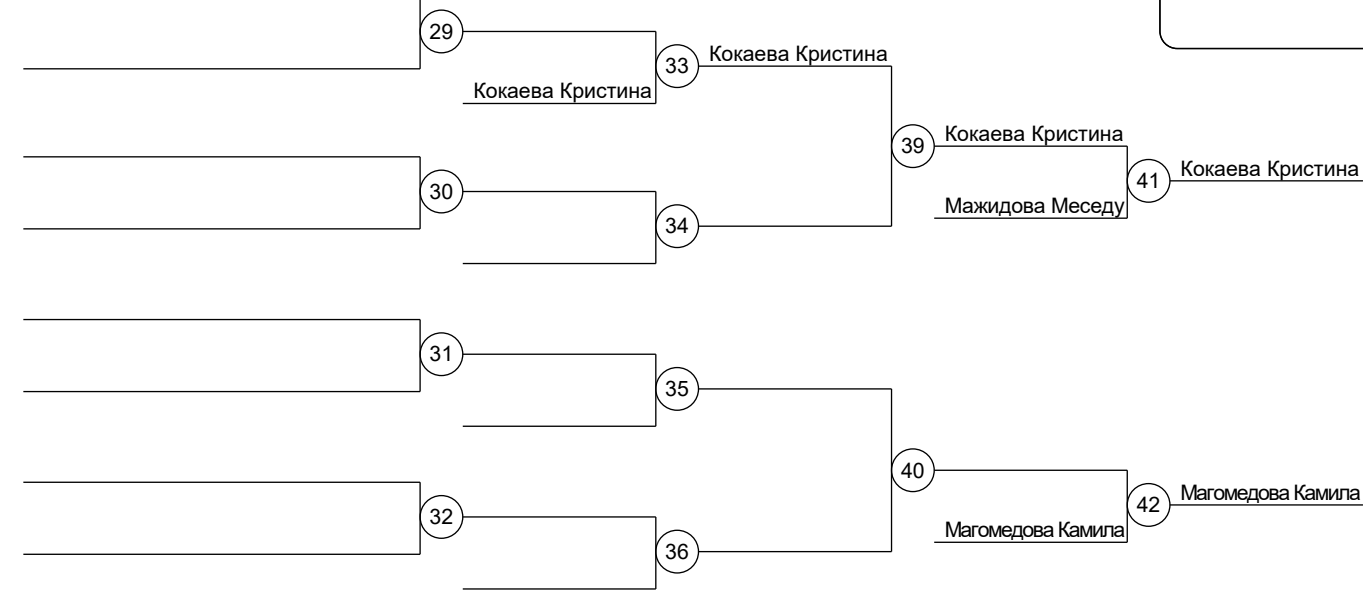 29
33 Кокаева Кристина
Кокаева Кристина
39 Кокаева Кристина
41 Кокаева Кристина
30
Мажидова Меседу
34
31
35
40
42 Магомедова Камила
32
Магомедова Камила
36